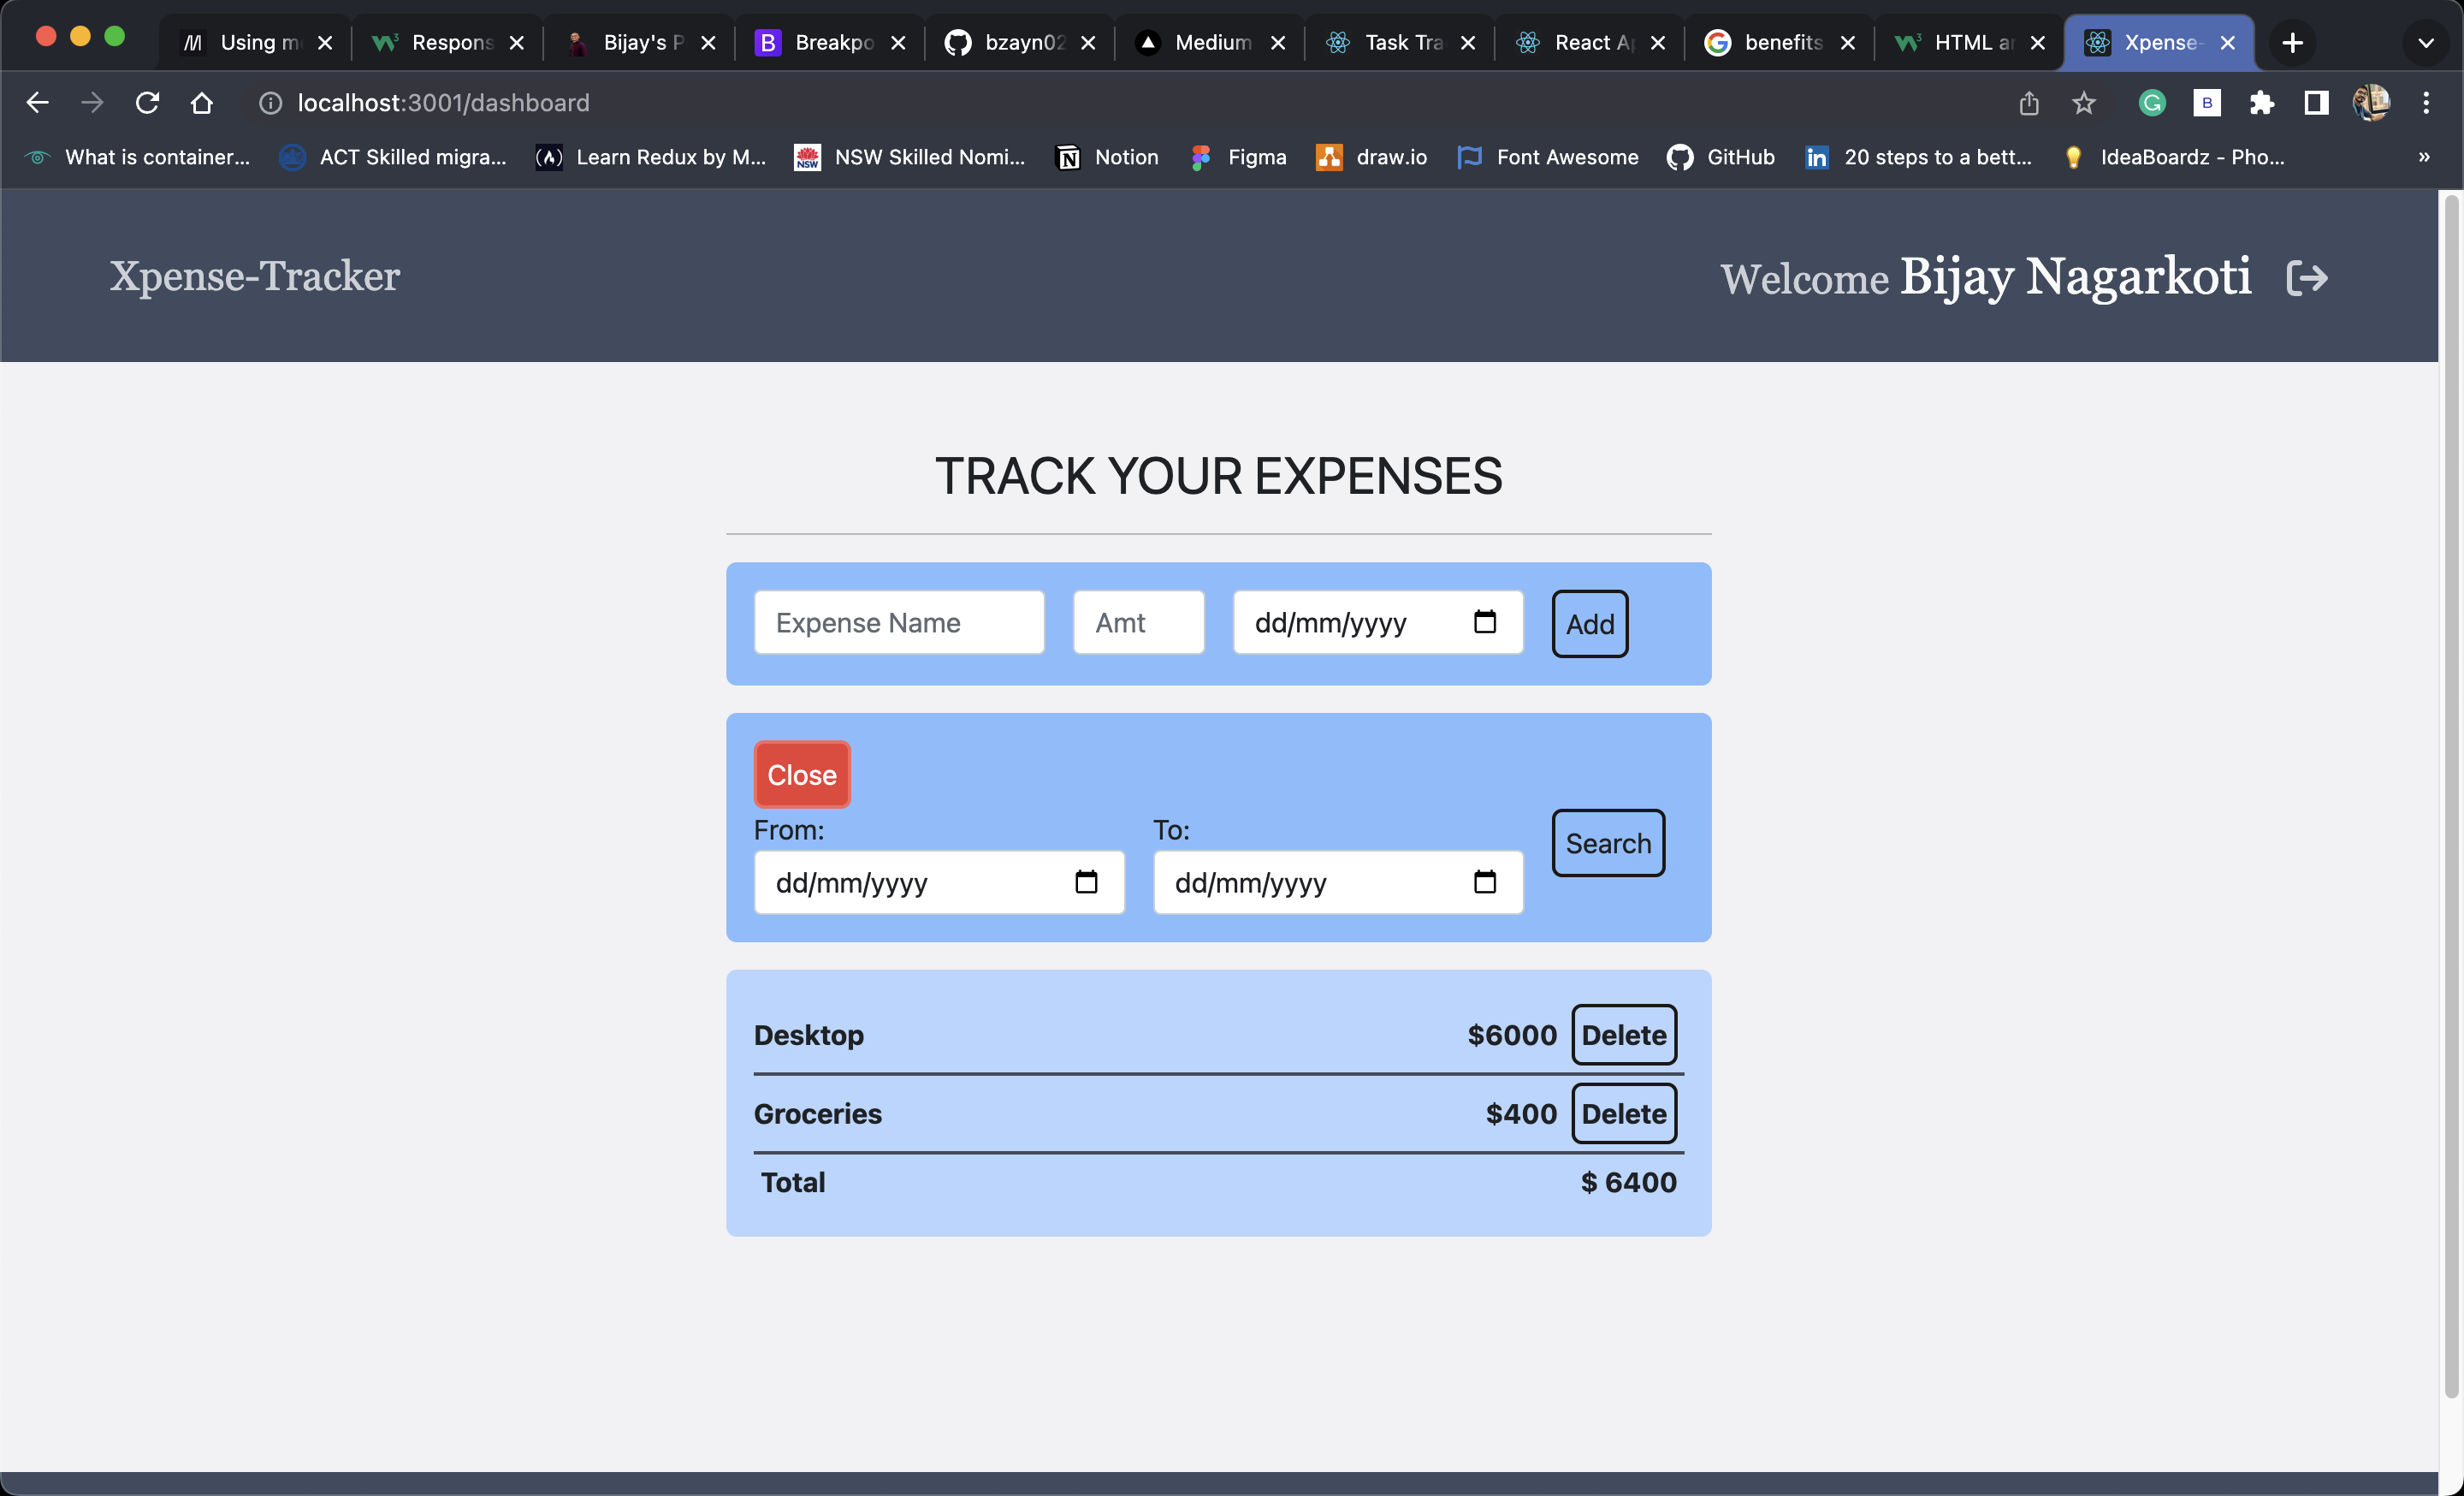 Using m
Respons
Bijay's P
Breakpo
bzayn02
Medium
Task Tra
React Ap
benefits
HTML ar
Xpense-
localhost:3001/dashboard
What is container...
ACT Skilled migra...
Learn Redux by M...
NSW Skilled Nomi...
Notion
Figma
draw.io
Font Awesome
GitHub
20 steps to a bett...
IdeaBoardz - Pho...
»
Xpense-Tracker
Welcome Bijay Nagarkoti
TRACK YOUR EXPENSES
Expense Name
Amt
dd/mm/yyyy
Add
Close
From:
To:
dd/mm/yyyy
dd/mm/yyyy
Search
Desktop $6000 Delete
Groceries $400 Delete
Total $ 6400